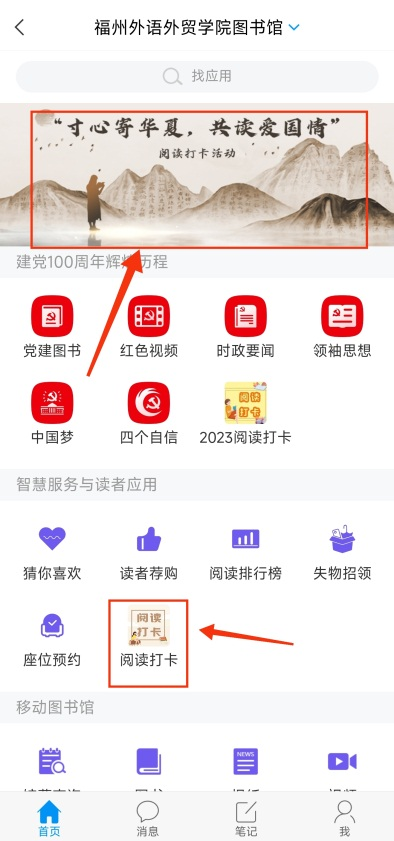 福州外语外贸学院图书馆
找应用
“寸心寄华夏，共读爱国情”
阅读打卡活动
建党100周年辉煌历程
党建图书 红色视频 时政要闻 领袖思想
阅读
打卡
中国梦 四个自信 2023阅读打卡
智慧服务与读者应用
猜你喜欢 读者荐购 阅读排行榜 失物招领
阅读
打卡
座位预约 阅读打卡
移动图书馆
NEWS
首页 消息 笔记 我